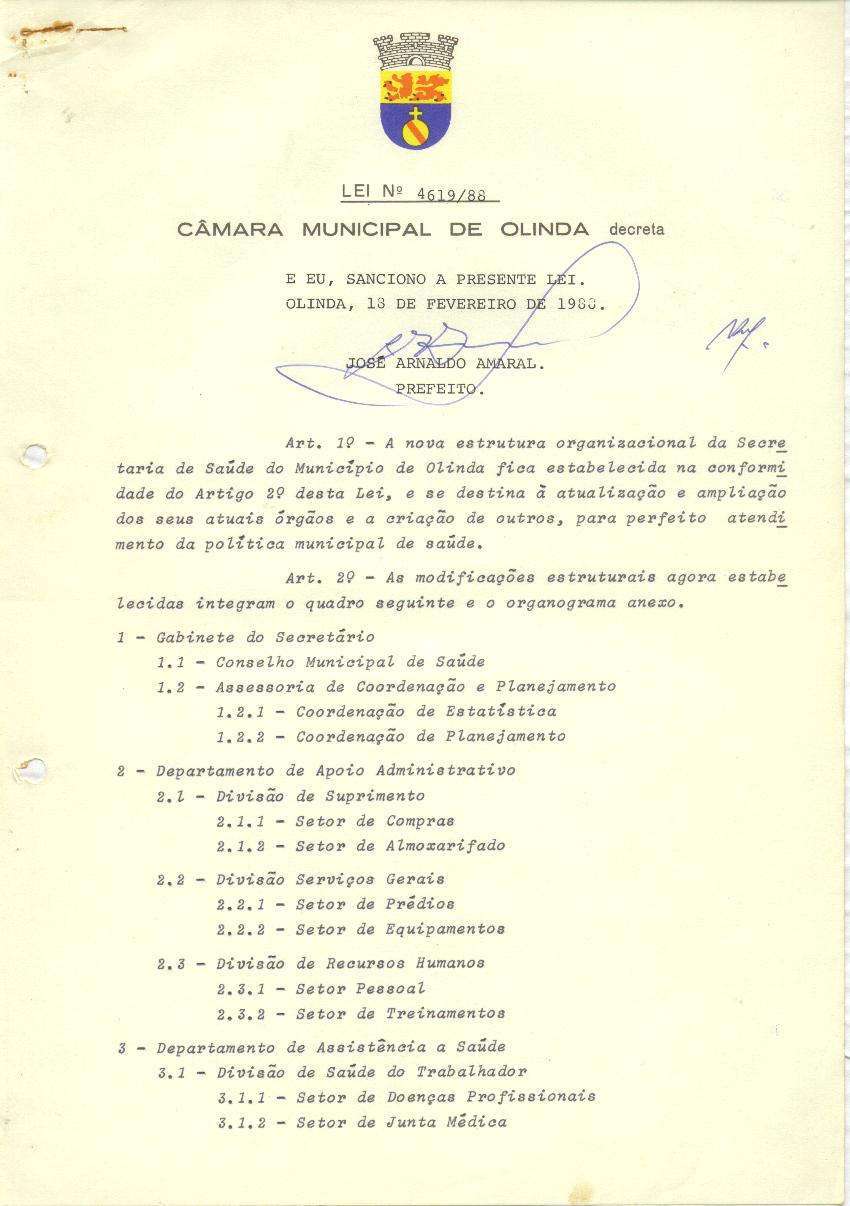 LEI Nº 4619/88
CÂMARA MUNICIPAL DE OLINDA decreta
E EU, SANCIONO A PRESENTE LEI.
OLINDA, 18 DE FEVEREIRO DE 1988.
JOSÉ ARNALDO AMARAL.
PREFEITO.
Art. 1º - A nova estrutura organizacional da Secre
taria de Saúde do Município de Olinda fica estabelecida na conformi
dade do Artigo 2º desta Lei, e se destina à atualização e ampliação
dos seus atuais órgãos e a criação de outros, para perfeito atendi
mento da política municipal de saúde.
Art. 2º - As modificações estruturais agora estabe
lecidas integram o quadro seguinte e o organograma anexo.
1 - Gabinete do Secretário
1.1 - Conselho Municipal de Saúde
1.2 - Assessoria de Coordenação e Planejamento
1.2.1 - Coordenação de Estatística
1.2.2 - Coordenação de Planejamento
2 - Departamento de Apoio Administrativo
2.l - Divisão de Suprimento
2.1.1 - Setor de Compras
2.1.2 - Setor de Almoxarifado
2.2 - Divisão Serviços Gerais
2.2.1 - Setor de Prédios
2.2.2 - Setor de Equipamentos
2.3 - Divisão de Recursos Humanos
2.3.1 - Setor Pessoal
2.3.2 - Setor de Treinamentos
3 - Departamento de Assistência a Saúde
3.1 - Divisão de Saúde do Trabalhador
3.1.1 - Setor de Doenças Profissionais
3.1.2 - Setor de Junta Médica